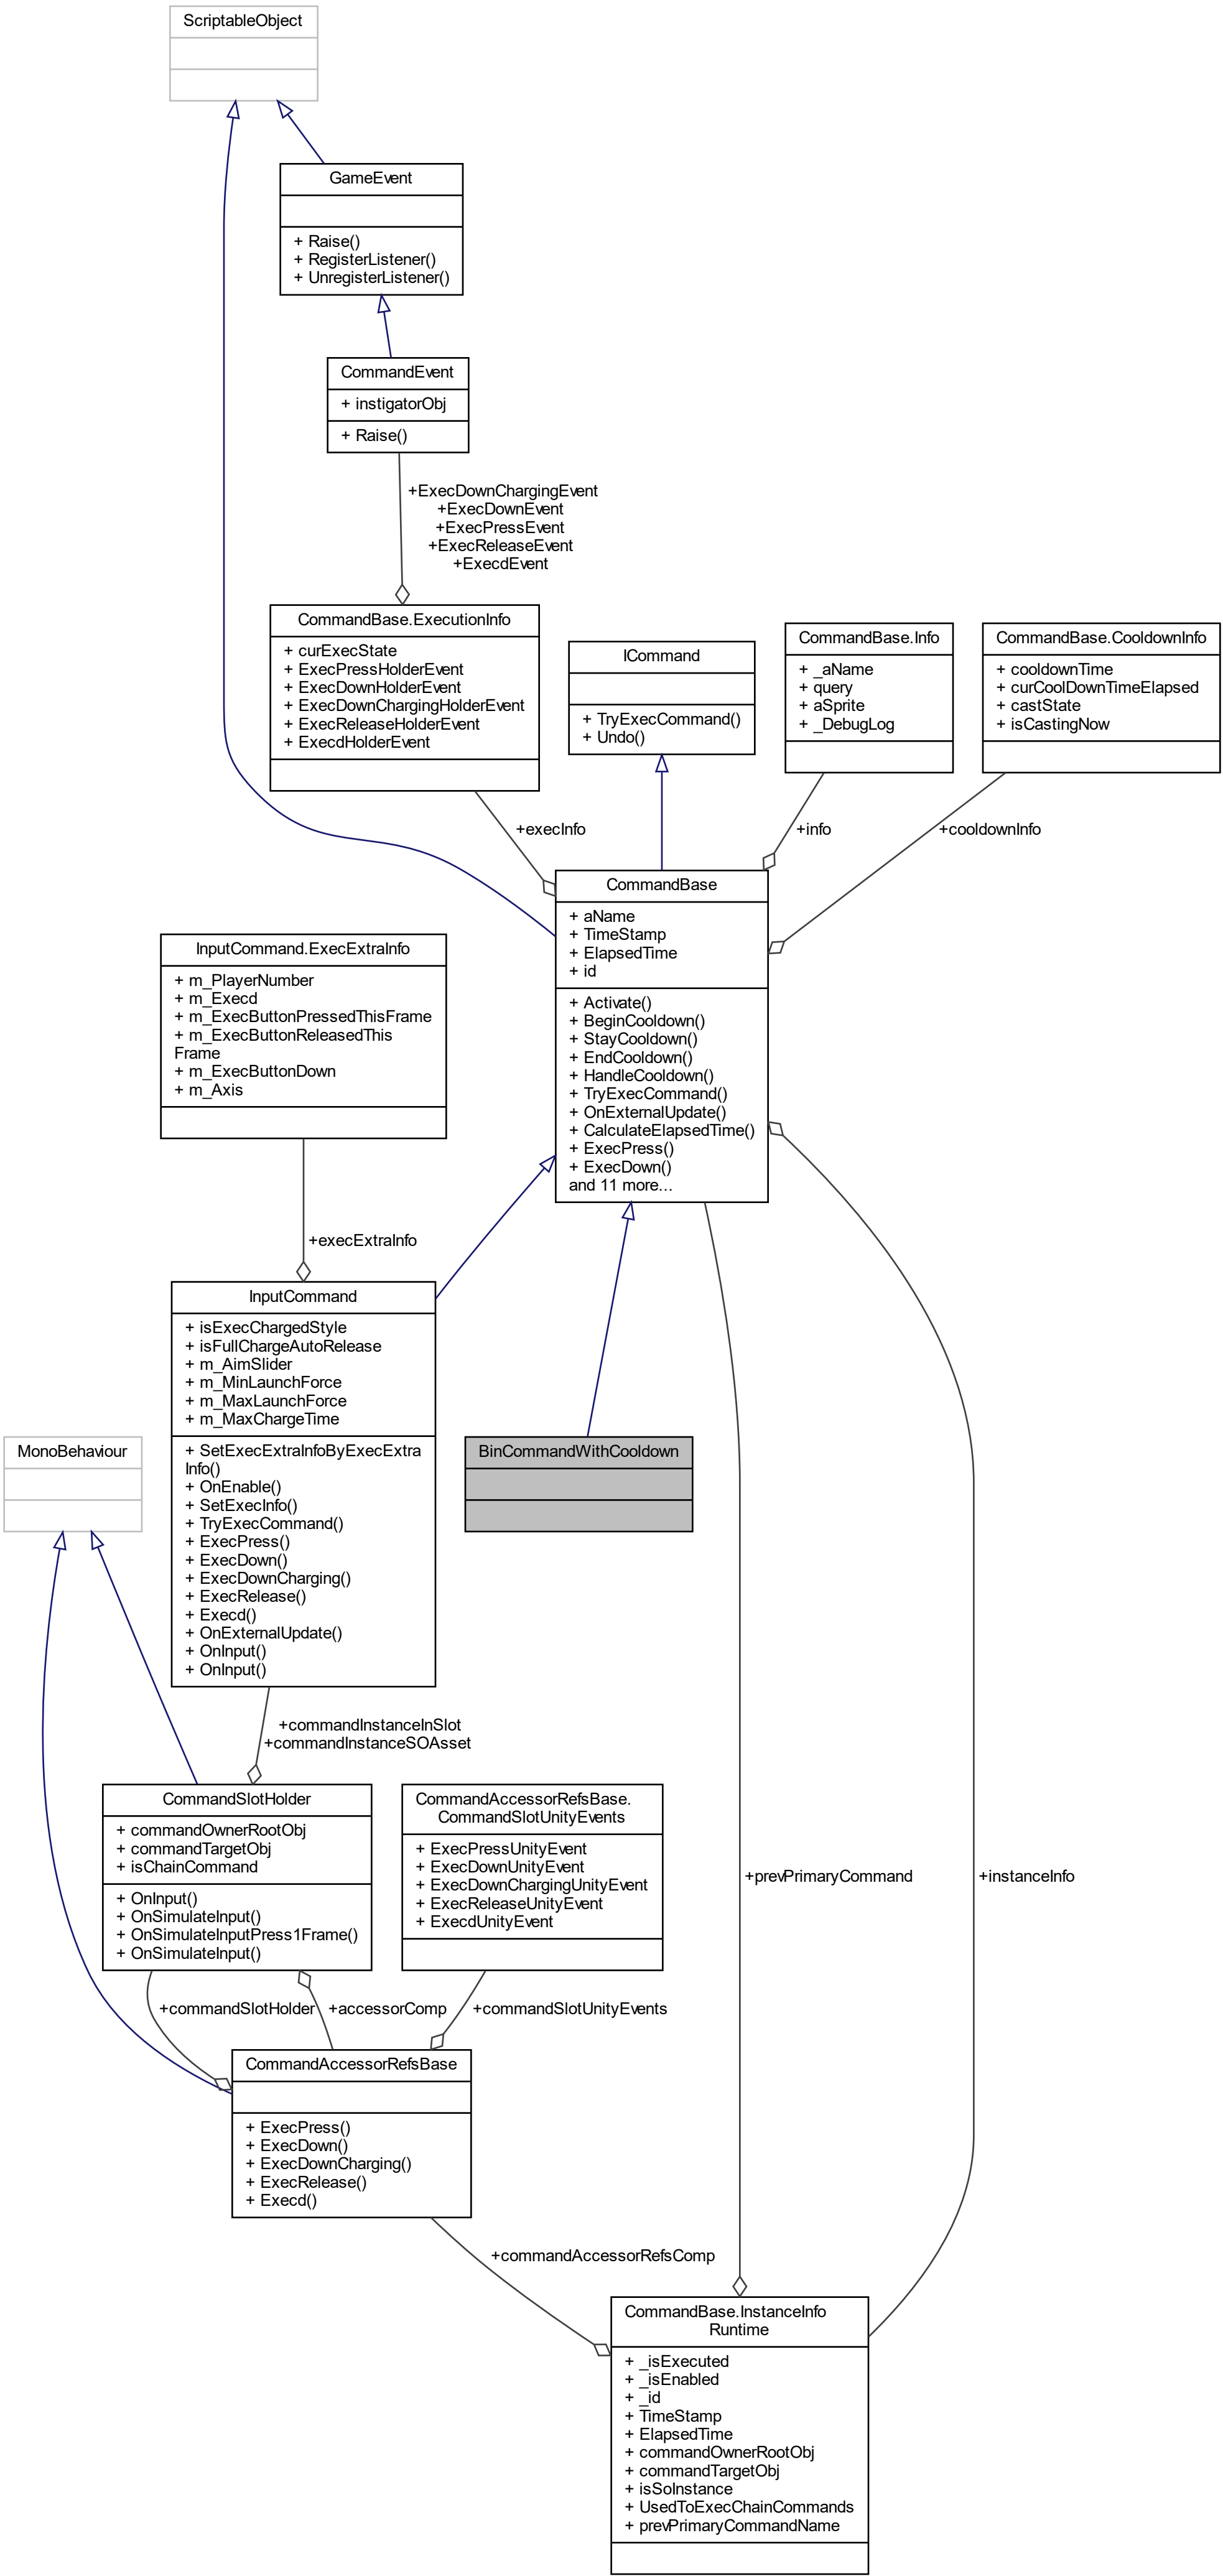 ScriptableObject
GameEvent
+ Raise()
+ RegisterListener()
+ UnregisterListener()
CommandEvent
+ instigatorObj
+ Raise()
+ExecDownChargingEvent
+ExecDownEvent
+ExecPressEvent
+ExecReleaseEvent
+ExecdEvent
CommandBase.ExecutionInfo
+ curExecState
+ ExecPressHolderEvent
+ ExecDownHolderEvent
+ ExecDownChargingHolderEvent
+ ExecReleaseHolderEvent
+ ExecdHolderEvent
ICommand
+ TryExecCommand()
+ Undo()
CommandBase.Info
+ _aName
+ query
+ aSprite
+ _DebugLog
CommandBase.CooldownInfo
+ cooldownTime
+ curCoolDownTimeElapsed
+ castState
+ isCastingNow
+execInfo
+info
+cooldownInfo
CommandBase
+ aName
+ TimeStamp
+ ElapsedTime
+ id
+ Activate()
+ BeginCooldown()
+ StayCooldown()
+ EndCooldown()
+ HandleCooldown()
+ TryExecCommand()
+ OnExternalUpdate()
+ CalculateElapsedTime()
+ ExecPress()
+ ExecDown()
and 11 more...
InputCommand.ExecExtraInfo
+ m_PlayerNumber
+ m_Execd
+ m_ExecButtonPressedThisFrame
+ m_ExecButtonReleasedThis
Frame
+ m_ExecButtonDown
+ m_Axis
+execExtraInfo
InputCommand
+ isExecChargedStyle
+ isFullChargeAutoRelease
+ m_AimSlider
+ m_MinLaunchForce
+ m_MaxLaunchForce
+ m_MaxChargeTime
+ SetExecExtraInfoByExecExtra
Info()
+ OnEnable()
+ SetExecInfo()
+ TryExecCommand()
+ ExecPress()
+ ExecDown()
+ ExecDownCharging()
+ ExecRelease()
+ Execd()
+ OnExternalUpdate()
+ OnInput()
+ OnInput()
BinCommandWithCooldown
MonoBehaviour
+commandInstanceInSlot
+commandInstanceSOAsset
CommandSlotHolder
+ commandOwnerRootObj
+ commandTargetObj
+ isChainCommand
+ OnInput()
+ OnSimulateInput()
+ OnSimulateInputPress1Frame()
+ OnSimulateInput()
CommandAccessorRefsBase.
CommandSlotUnityEvents
+ ExecPressUnityEvent
+ ExecDownUnityEvent
+ ExecDownChargingUnityEvent
+ ExecReleaseUnityEvent
+ ExecdUnityEvent
+prevPrimaryCommand
+instanceInfo
+commandSlotHolder
+accessorComp
+commandSlotUnityEvents
CommandAccessorRefsBase
+ ExecPress()
+ ExecDown()
+ ExecDownCharging()
+ ExecRelease()
+ Execd()
+commandAccessorRefsComp
CommandBase.InstanceInfo
Runtime
+ _isExecuted
+ _isEnabled
+ _id
+ TimeStamp
+ ElapsedTime
+ commandOwnerRootObj
+ commandTargetObj
+ isSoInstance
+ UsedToExecChainCommands
+ prevPrimaryCommandName